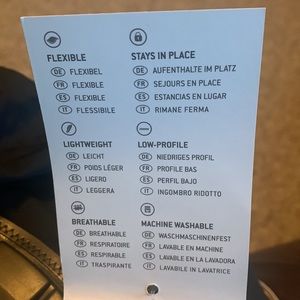 FLEXIBLE
DE FLEXIBEL
FR FLEXIBLE
ES FLEXIBLE
IT FLESSIBILE
STAYS IN PLACE
DE AUFENTHALTE IM PLATZ
FR SEJOURS EN PLACE
ES ESTANCIAS EN LUGAR
IT RIMANE FERMA
LIGHTWEIGHT
DE LEICHT
FR POIDS LÉGER
ES LIGERO
IT LEGGERA
LOW-PROFILE
DE NIEDRIGES PROFIL
FR PROFILE BAS
ES PERFIL BAJO
IT INGOMBRO RIDOTTO
BREATHABLE
DE BREATHABLE
FR RESPIRATOIRE
ES RESPIRABLE
IT TRASPIRANTE
MACHINE WASHABLE
DE WASCHMASCHINENFEST
FR LAVABLE EN MACHINE
ES LAVABLE EN LA LAVADORA
IT LAVABILE IN LAVATRICE